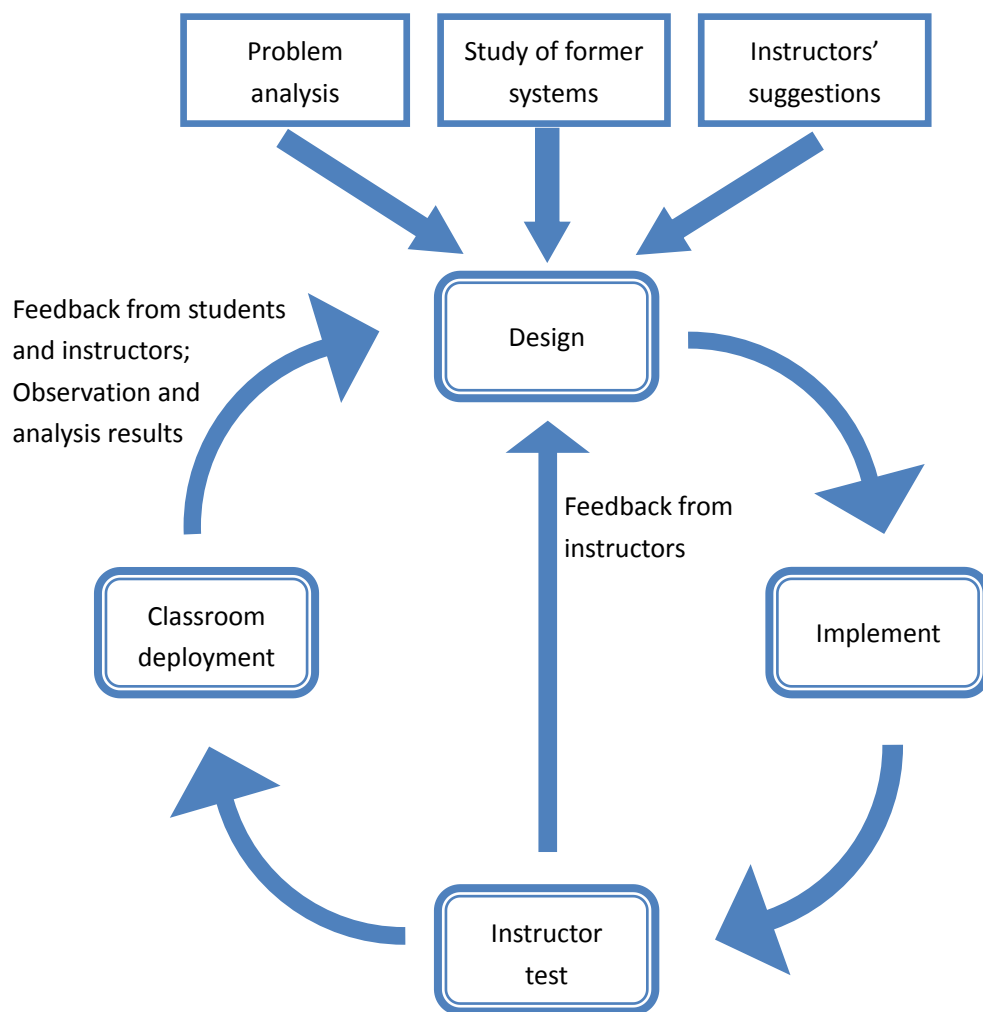 Problem
analysis
Study of former
systems
Instructors’
suggestions
Design
Feedback from students
and instructors;
Observation and
analysis results
Feedback from
instructors
Classroom
deployment
Implement
Instructor
test